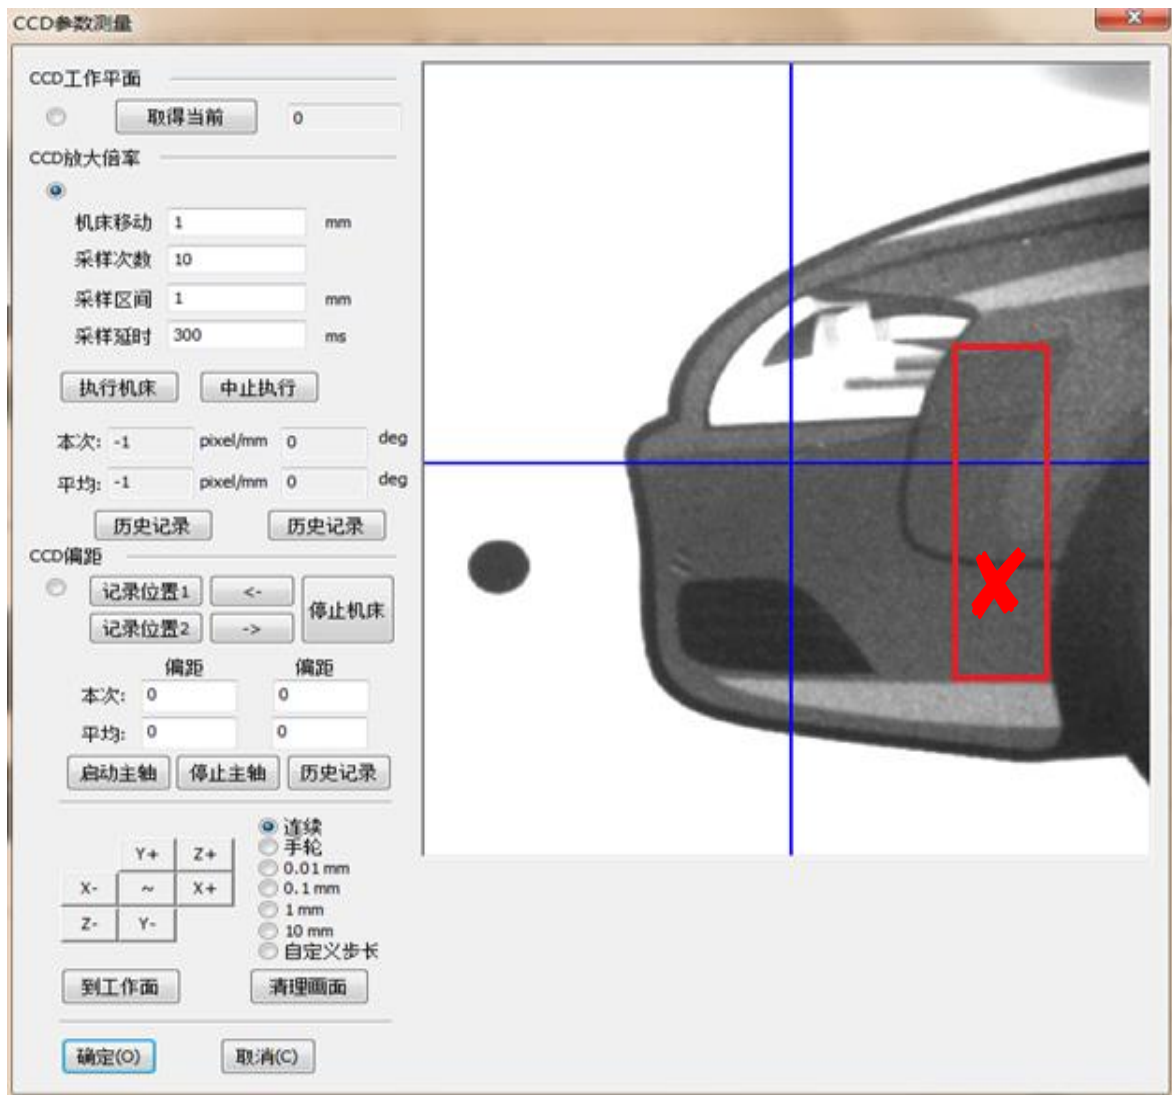 CCD参数测量
CCD工作平面
取得当前 0
CCD放大倍率
机床移动 1 mm
采样次数 10
采样区间 1 mm
采样延时 300 ms
执行机床 中止执行
本次: -1 pixel/mm 0 deg
平均: -1 pixel/mm 0 deg
历史记录 历史记录
CCD偏距
记录位置1 <- 停止机床
记录位置2 ->
偏距 偏距
本次: 0 0
平均: 0 0
启动主轴 停止主轴 历史记录
连续
手轮
Y+ Z+
0.01 mm
X- ~ X+
0.1 mm
1 mm
Z- Y-
10 mm
自定义步长
到工作面 清理画面
确定(O) 取消(C)